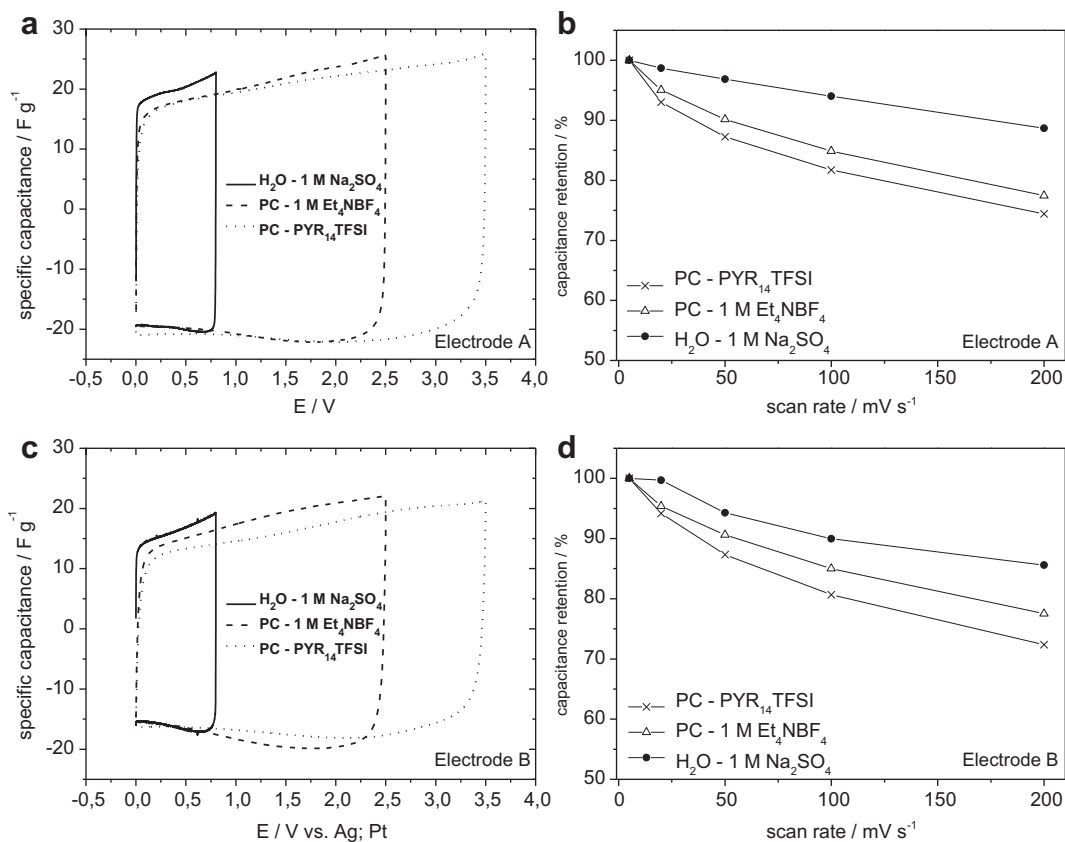 a
30
20
10
0
-10
-20
specific capacitance / F g⁻¹
H₂O - 1 M Na₂SO₄
PC - 1 M Et₄NBF₄
PC - PYR₁₄TFSI
Electrode A
-0,5 0,0 0,5 1,0 1,5 2,0 2,5 3,0 3,5 4,0
E / V
b
100
90
80
70
60
50
capacitance retention / %
PC - PYR₁₄TFSI
PC - 1 M Et₄NBF₄
H₂O - 1 M Na₂SO₄
Electrode A
0 50 100 150 200
scan rate / mV s⁻¹
c
30
20
10
0
-10
-20
specific capacitance / F g⁻¹
H₂O - 1 M Na₂SO₄
PC - 1 M Et₄NBF₄
PC - PYR₁₄TFSI
Electrode B
-0,5 0,0 0,5 1,0 1,5 2,0 2,5 3,0 3,5 4,0
E / V vs. Ag; Pt
d
100
90
80
70
60
50
capacitance retention / %
PC - PYR₁₄TFSI
PC - 1 M Et₄NBF₄
H₂O - 1 M Na₂SO₄
Electrode B
0 50 100 150 200
scan rate / mV s⁻¹